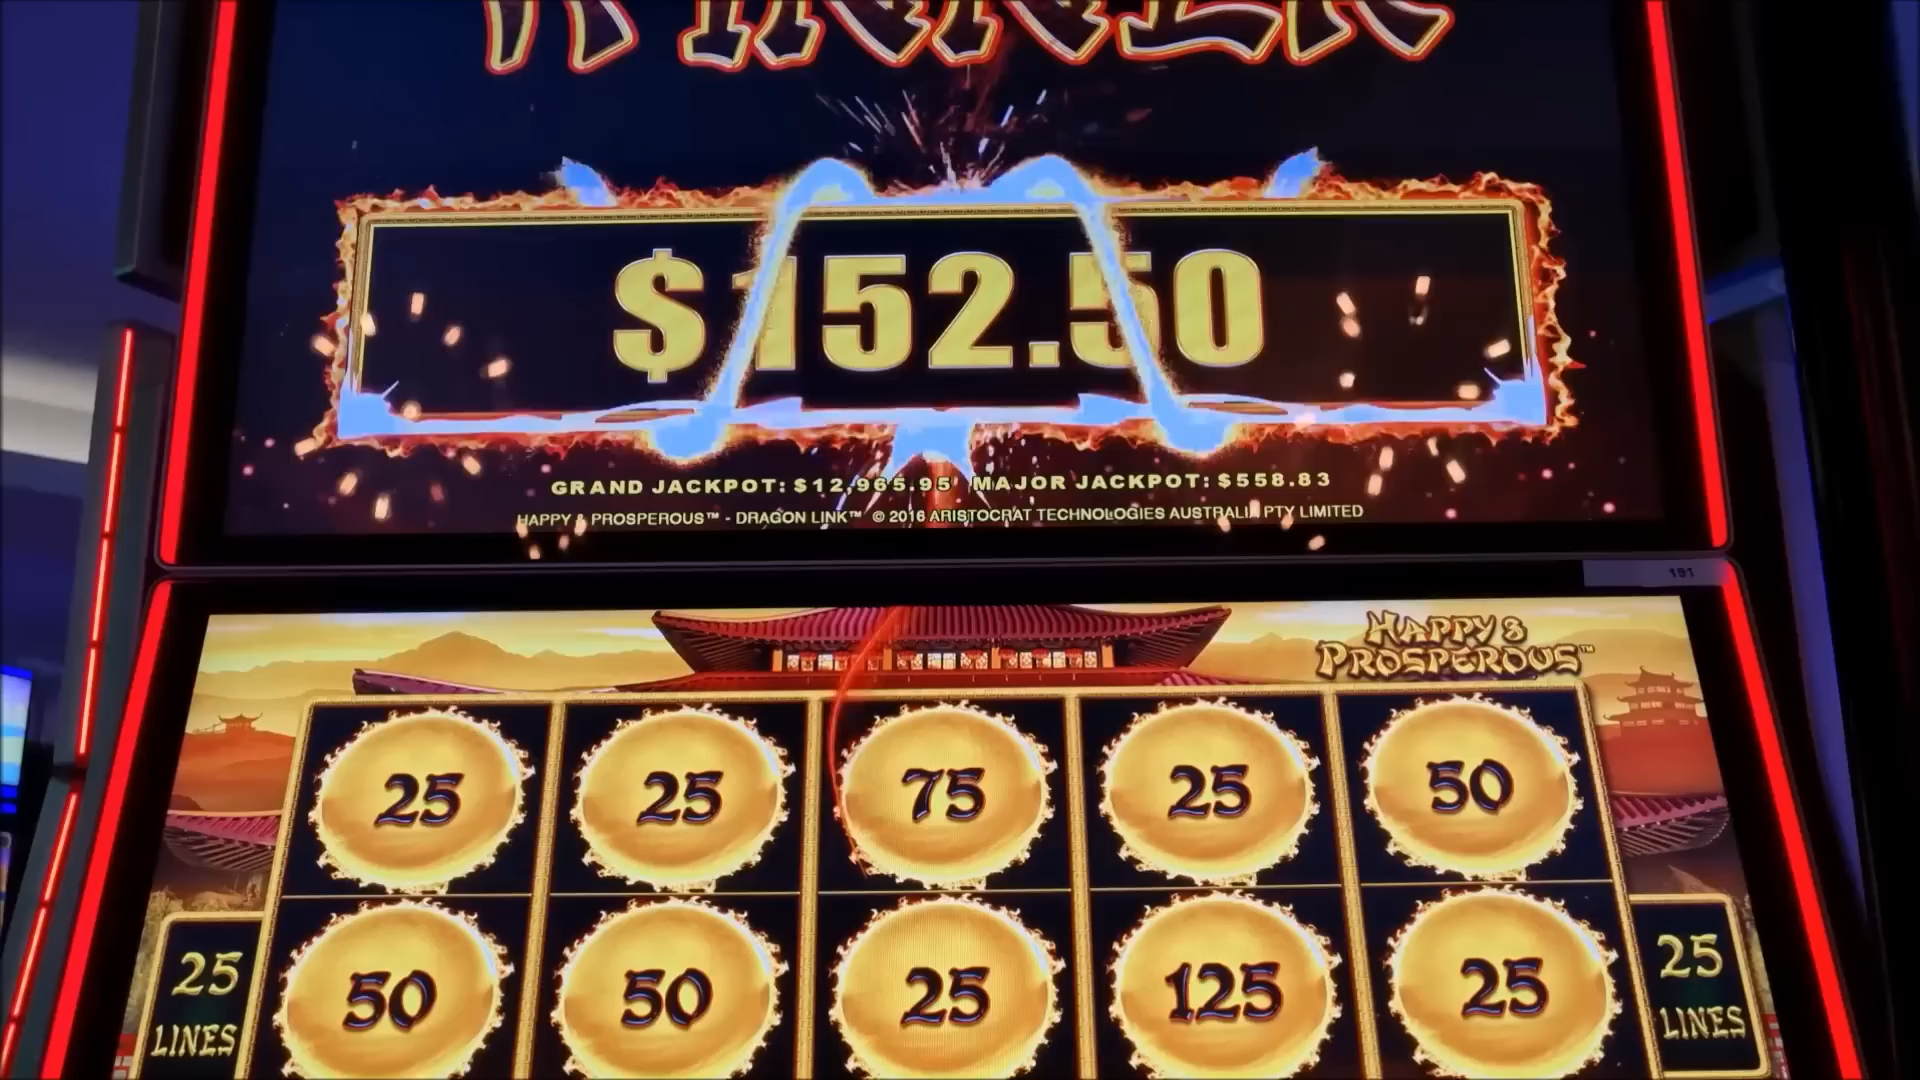 $152.50
GRAND JACKPOT: $12,965.95 MAJOR JACKPOT: $558.83
HAPPY & PROSPEROUS™ - DRAGON LINK™ © 2016 ARISTOCRAT TECHNOLOGIES AUSTRALIA PTY LIMITED
191
HAPPY &
PROSPEROUS™
25 25 75 25 50
50 50 25 125 25
25
LINES
25
LINES